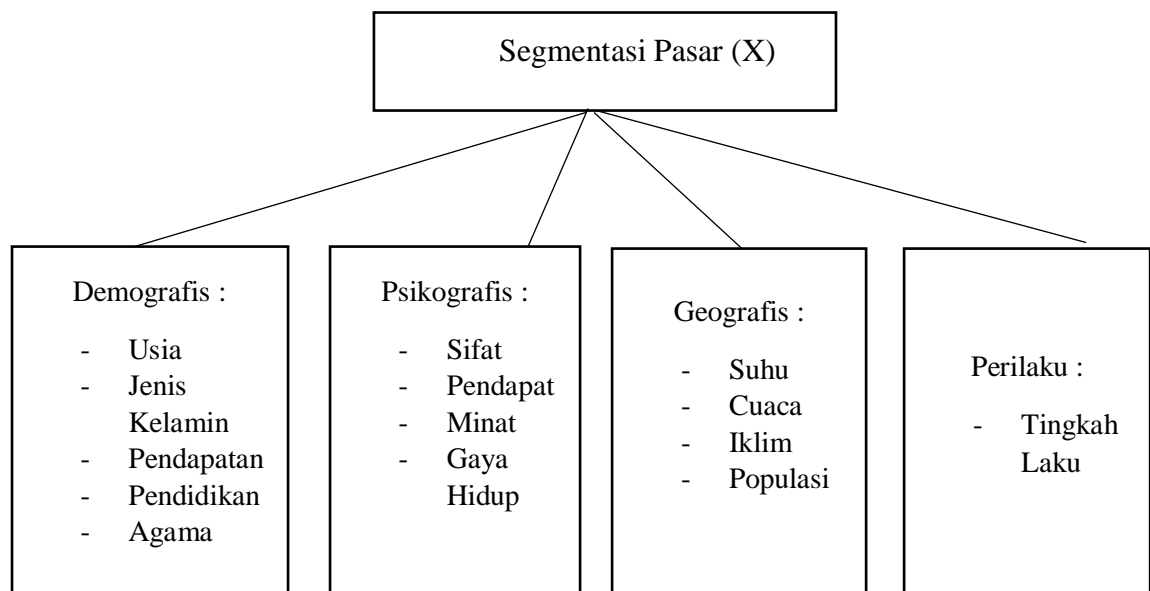 Segmentasi Pasar (X)
Demografis :
- Usia
- Jenis
Kelamin
- Pendapatan
- Pendidikan
- Agama
Psikografis :
- Sifat
- Pendapat
- Minat
- Gaya
Hidup
Geografis :
- Suhu
- Cuaca
- Iklim
- Populasi
Perilaku :
- Tingkah
Laku